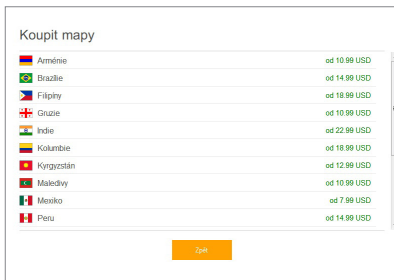 Koupit mapy
Arménie od 10.99 USD
Brazílie od 14.99 USD
Filipíny od 18.99 USD
Gruzie od 10.99 USD
Indie od 22.99 USD
Kolumbie od 18.99 USD
Kyrgyzstán od 12.99 USD
Maledivy od 10.99 USD
Mexiko od 7.99 USD
Peru od 14.99 USD
Zpět